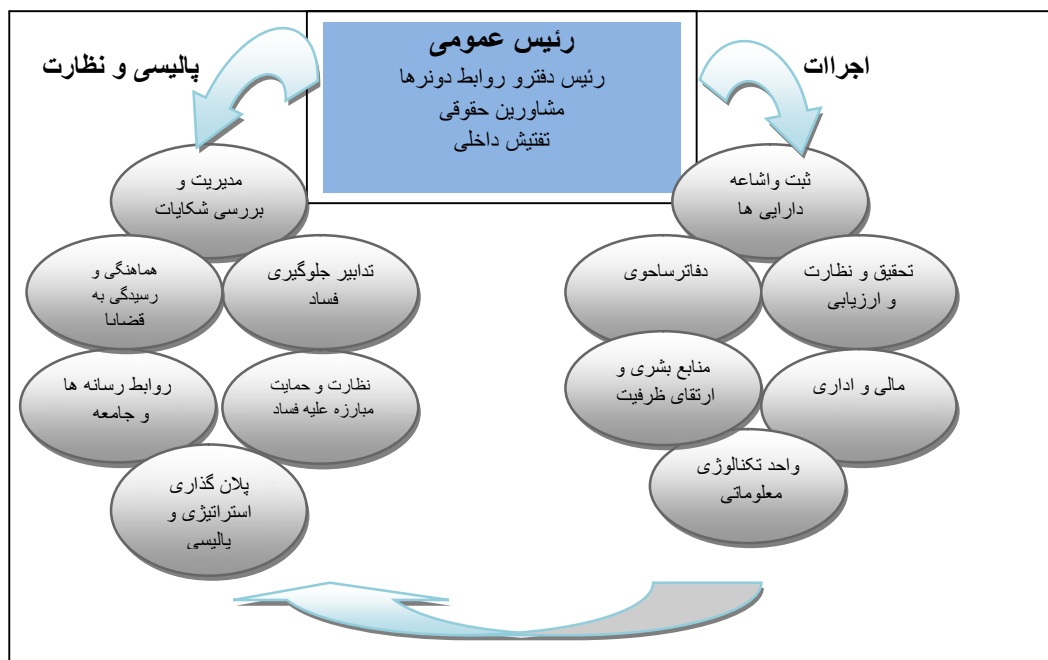 رئیس عمومی
رئیس دفترو روابط دونرها
مشاورین حقوقی
تفتیش داخلی
اجراات
ثبت واشاعه
دارایی ها
تحقیق و نظارت
و ارزیابی
دفاترساحوی
منابع بشری و
ارتقای ظرفیت
مالی و اداری
واحد تکنالوژی
معلوماتی
پالیسی و نظارت
مدیریت و
بررسی شکایات
تدابیر جلوگیری
فساد
هماهنگی و
رسیدگی به
قضایا
نظارت و حمایت
مبارزه علیه فساد
روابط رسانه ها
و جامعه
پلان گذاری
استراتیژی و
پالیسی